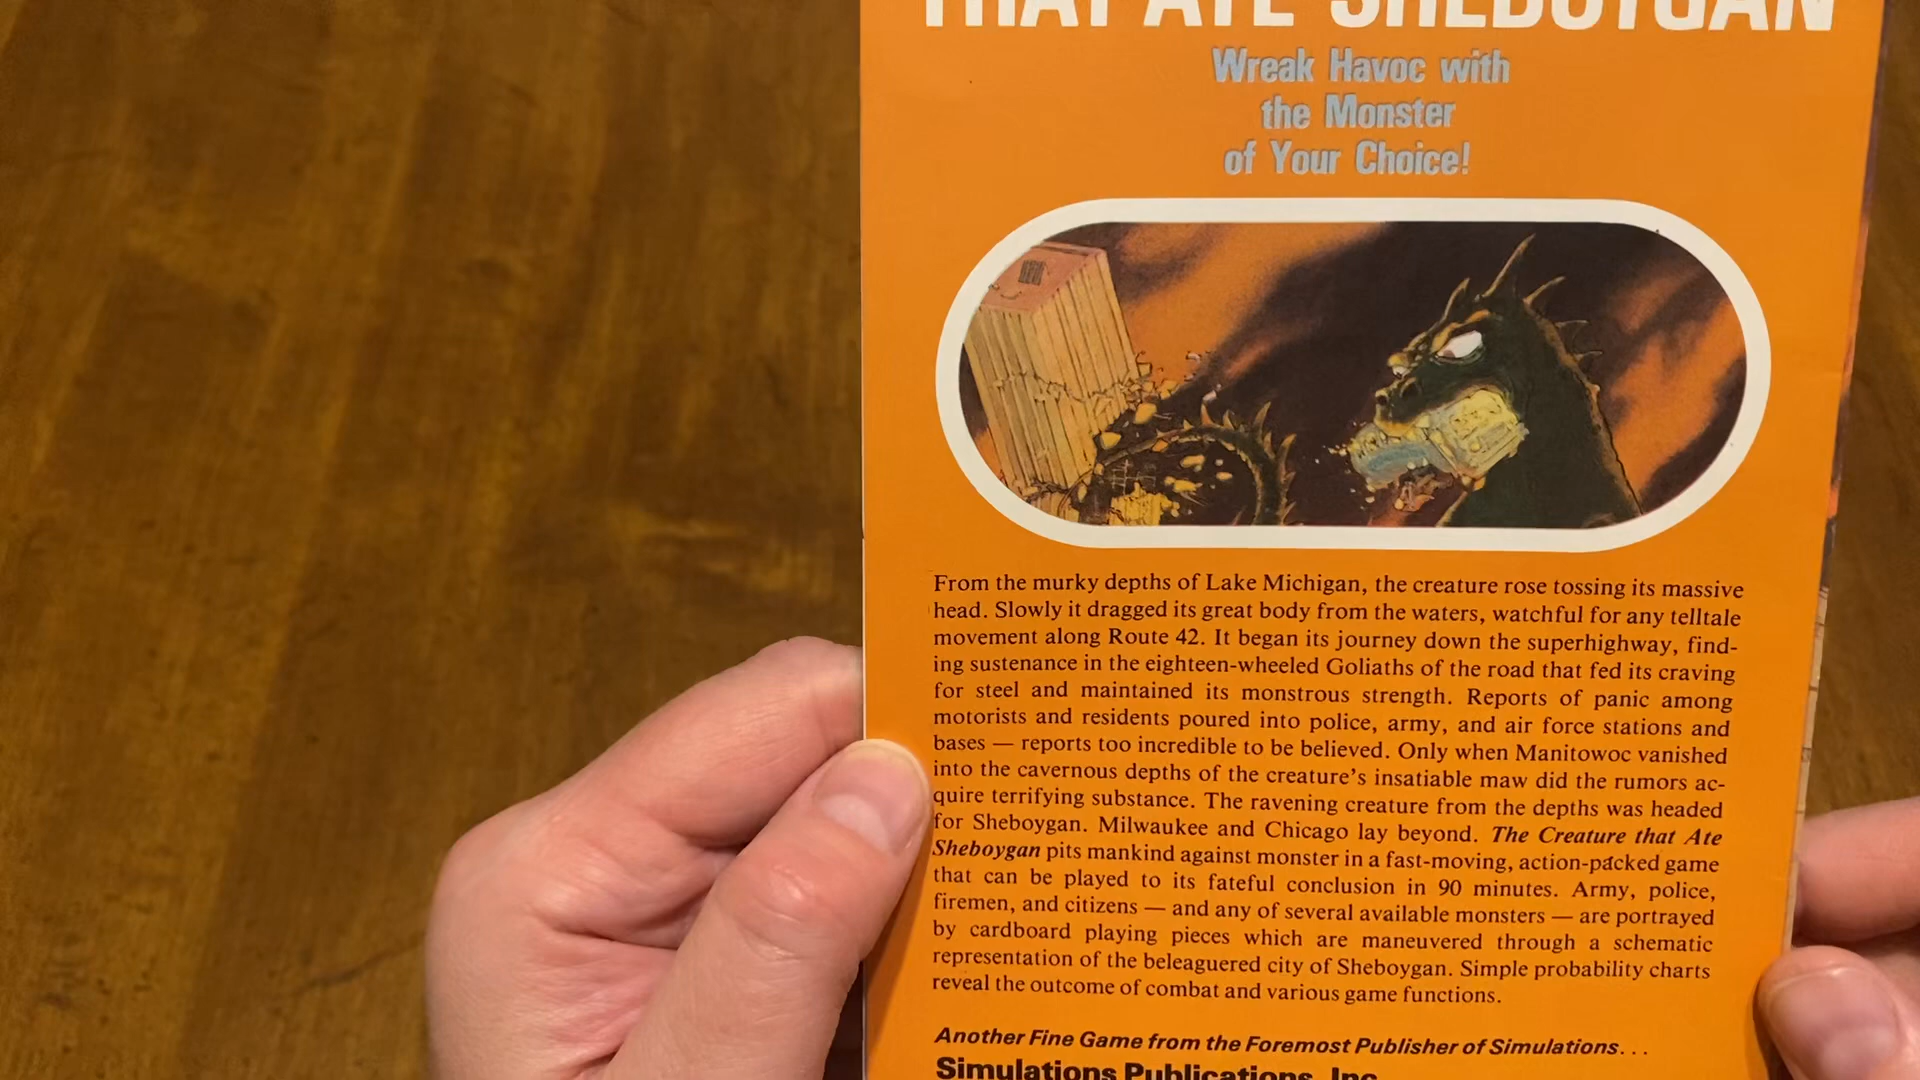 THAT ATE SHEBOYGAN
Wreak Havoc with
the Monster
of Your Choice!
From the murky depths of Lake Michigan, the creature rose tossing its massive
head. Slowly it dragged its great body from the waters, watchful for any telltale
movement along Route 42. It began its journey down the superhighway, find-
ing sustenance in the eighteen-wheeled Goliaths of the road that fed its craving
for steel and maintained its monstrous strength. Reports of panic among
motorists and residents poured into police, army, and air force stations and
bases — reports too incredible to be believed. Only when Manitowoc vanished
into the cavernous depths of the creature's insatiable maw did the rumors ac-
quire terrifying substance. The ravening creature from the depths was headed
for Sheboygan. Milwaukee and Chicago lay beyond. The Creature that Ate
Sheboygan pits mankind against monster in a fast-moving, action-packed game
that can be played to its fateful conclusion in 90 minutes. Army, police,
firemen, and citizens — and any of several available monsters — are portrayed
by cardboard playing pieces which are maneuvered through a schematic
representation of the beleaguered city of Sheboygan. Simple probability charts
reveal the outcome of combat and various game functions.
Another Fine Game from the Foremost Publisher of Simulations...
Simulations Publications, Inc.